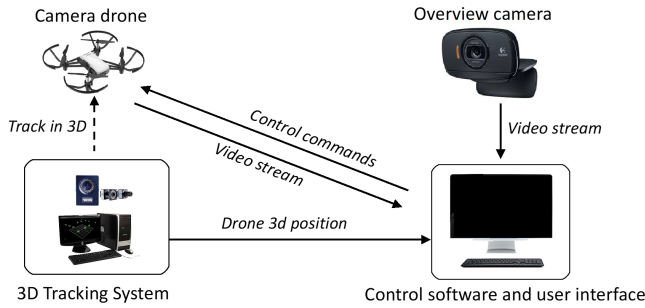 Camera drone
Overview camera
Track in 3D
Control commands
Video stream
Video stream
Drone 3d position
3D Tracking System
Control software and user interface